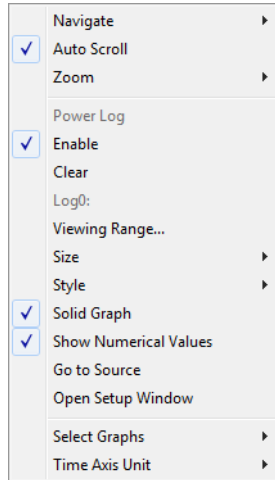 Navigate
Auto Scroll
Zoom
Power Log
Enable
Clear
Log0:
Viewing Range...
Size
Style
Solid Graph
Show Numerical Values
Go to Source
Open Setup Window
Select Graphs
Time Axis Unit